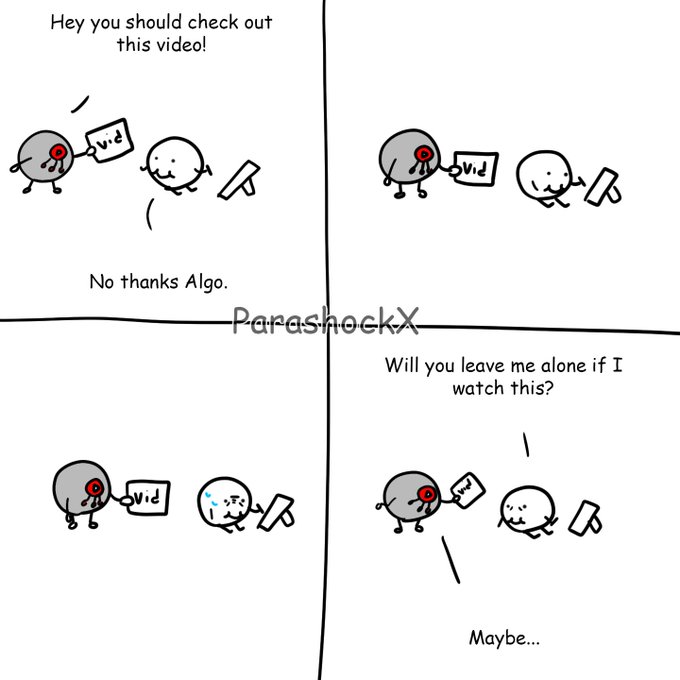 Hey you should check out
this video!
vid
No thanks Algo.
Vid
ParashockX
Vid
Will you leave me alone if I
watch this?
vid
Maybe...